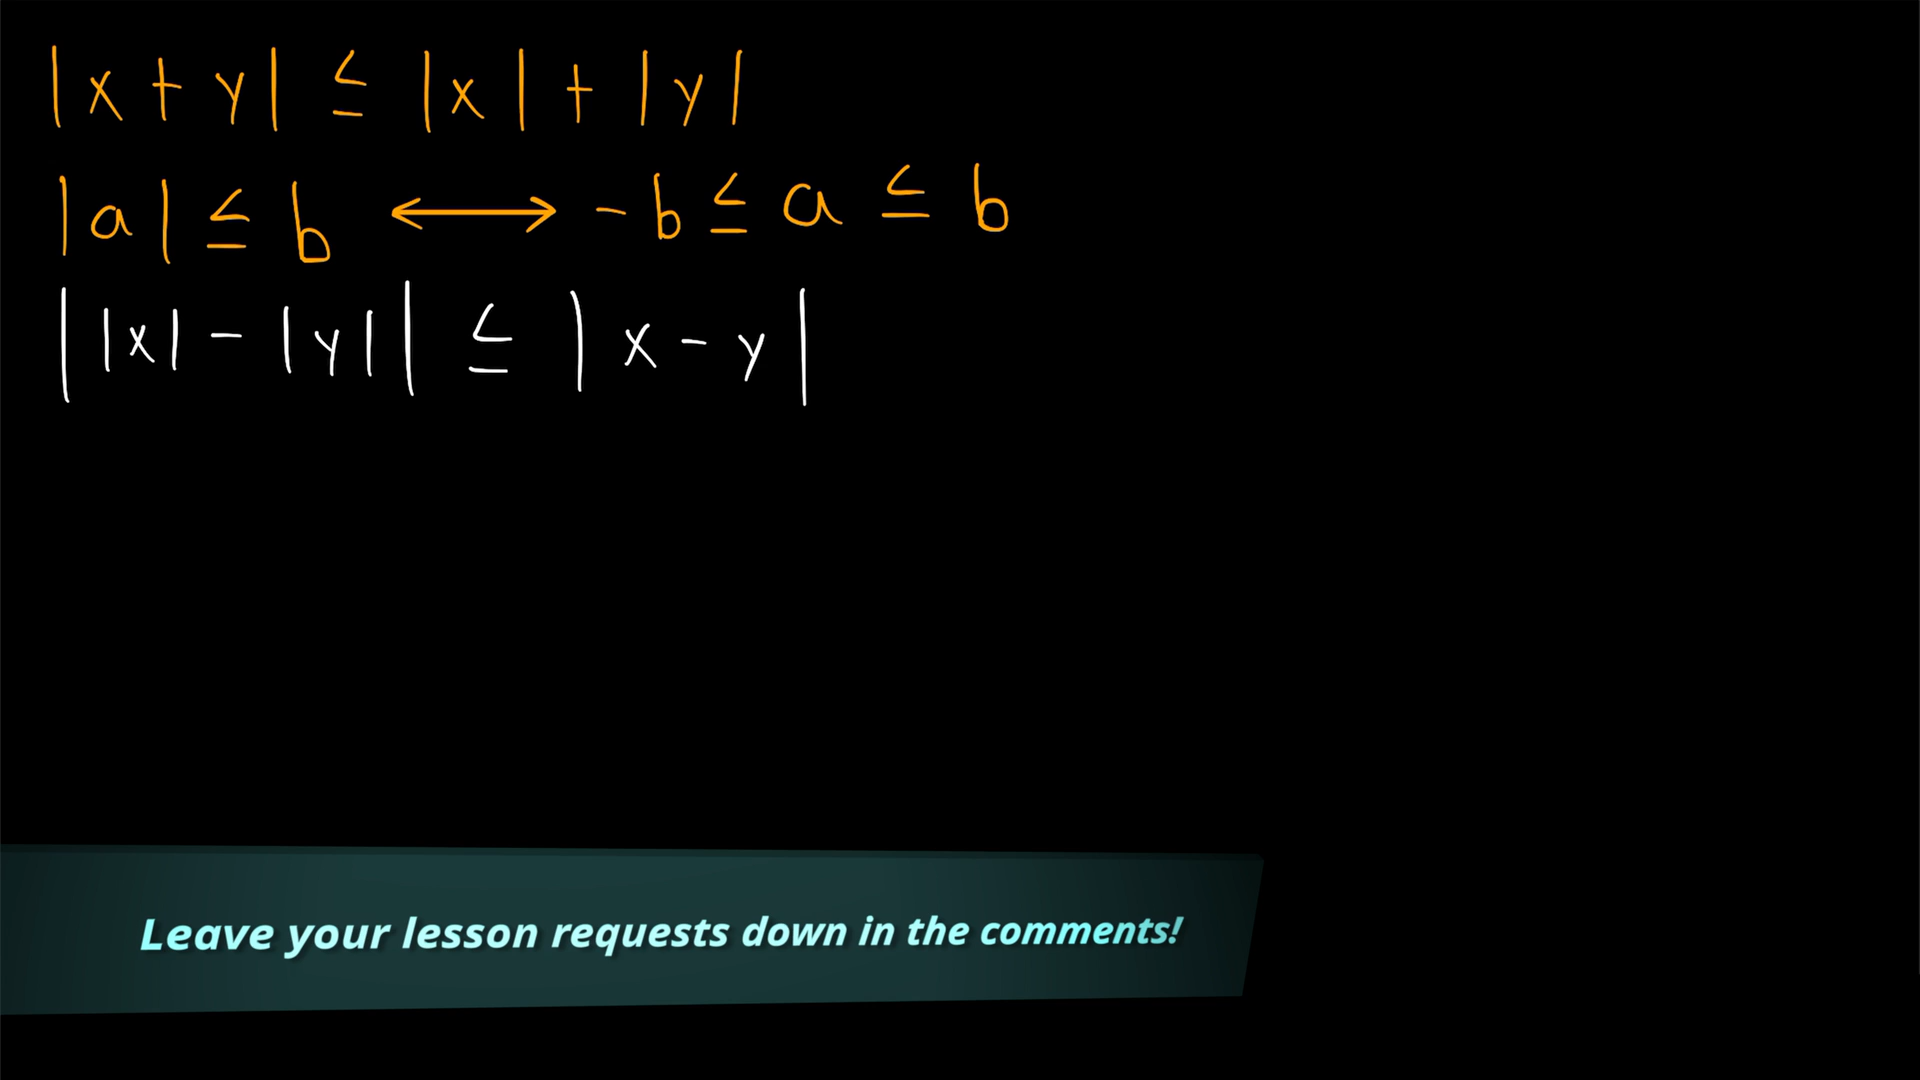 |x + y| ≤ |x| + |y|
|a| ≤ b ⟷ -b ≤ a ≤ b
||x| - |y|| ≤ |x - y|
Leave your lesson requests down in the comments!